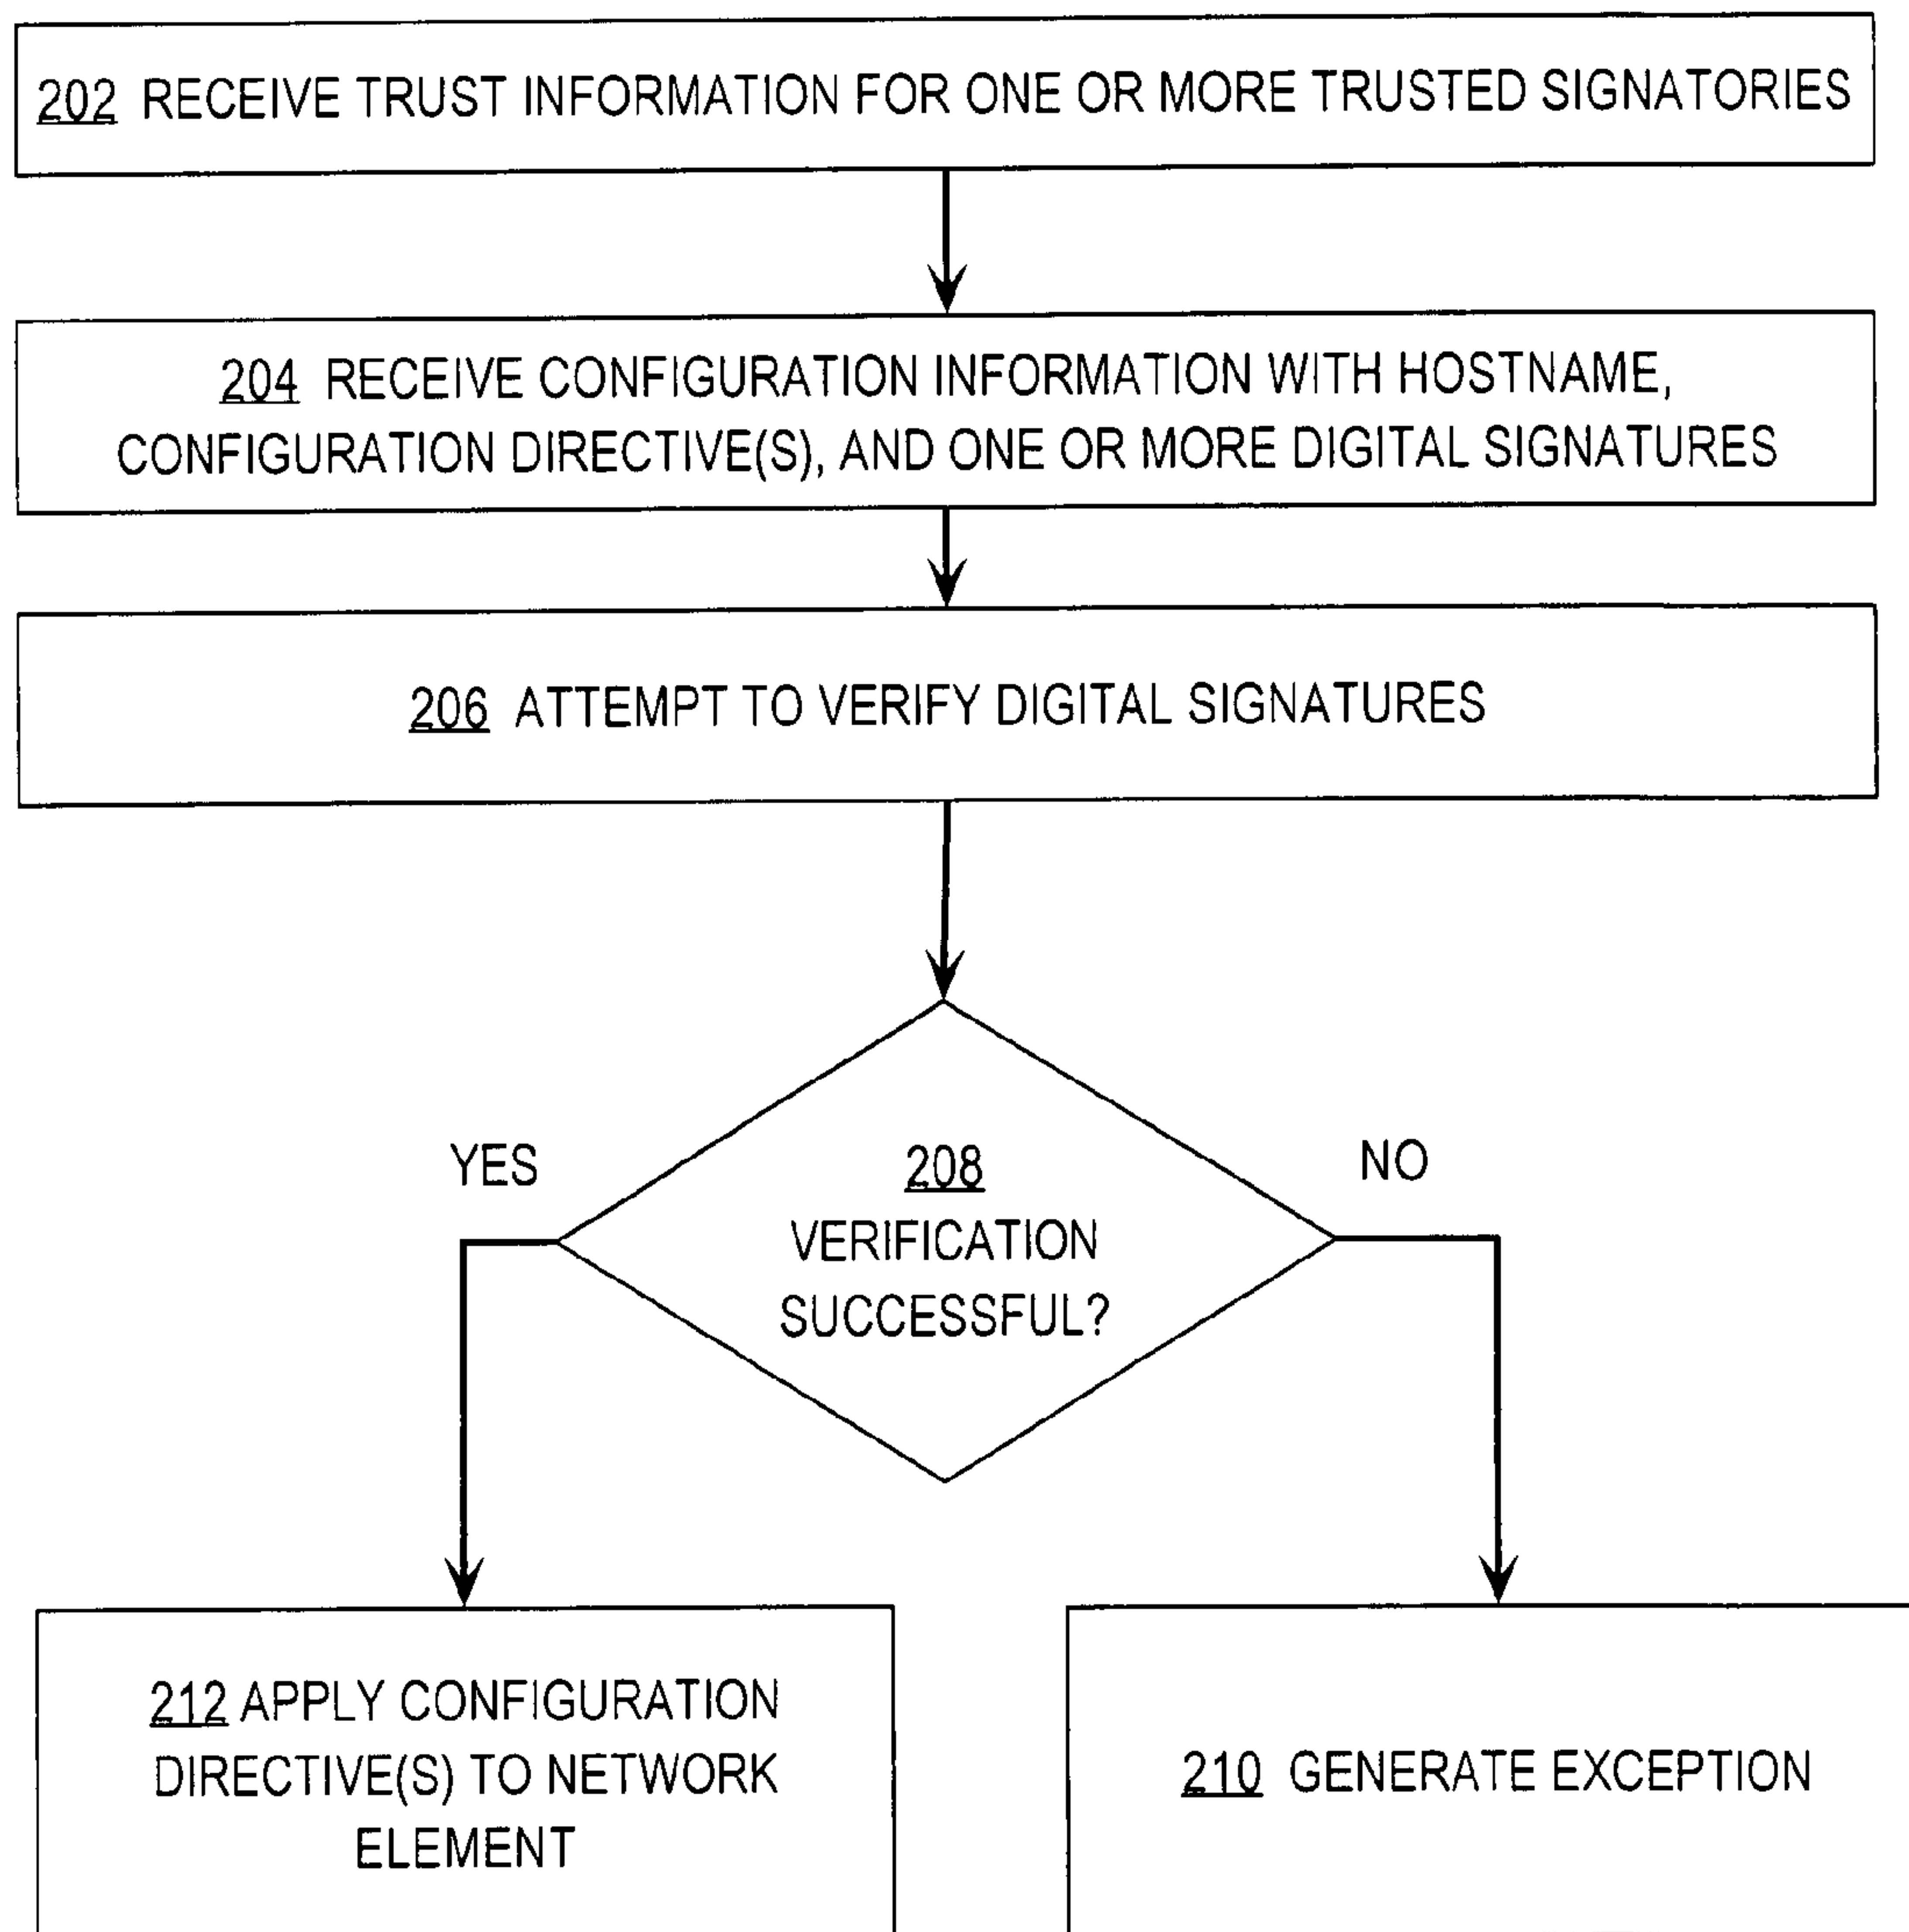 202 RECEIVE TRUST INFORMATION FOR ONE OR MORE TRUSTED SIGNATORIES
204 RECEIVE CONFIGURATION INFORMATION WITH HOSTNAME,
CONFIGURATION DIRECTIVE(S), AND ONE OR MORE DIGITAL SIGNATURES
206 ATTEMPT TO VERIFY DIGITAL SIGNATURES
YES
NO
208
VERIFICATION
SUCCESSFUL?
212 APPLY CONFIGURATION
DIRECTIVE(S) TO NETWORK
ELEMENT
210 GENERATE EXCEPTION